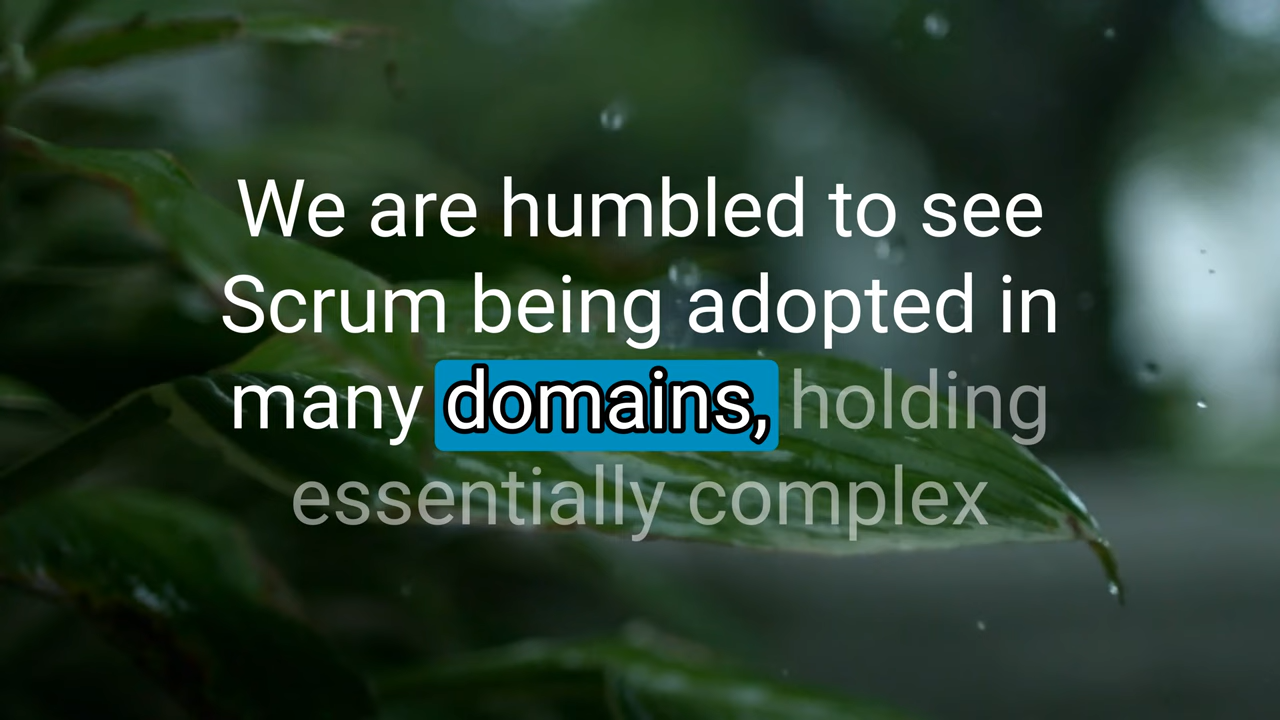 We are humbled to see
Scrum being adopted in
many domains, holding
essentially complex